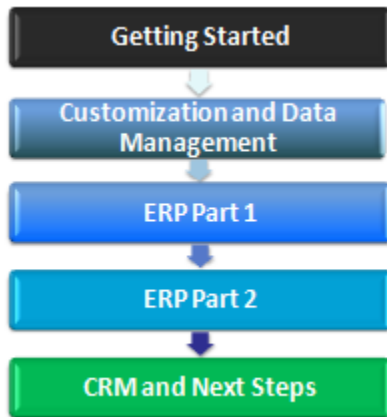 Getting Started
Customization and Data
Management
ERP Part 1
ERP Part 2
CRM and Next Steps